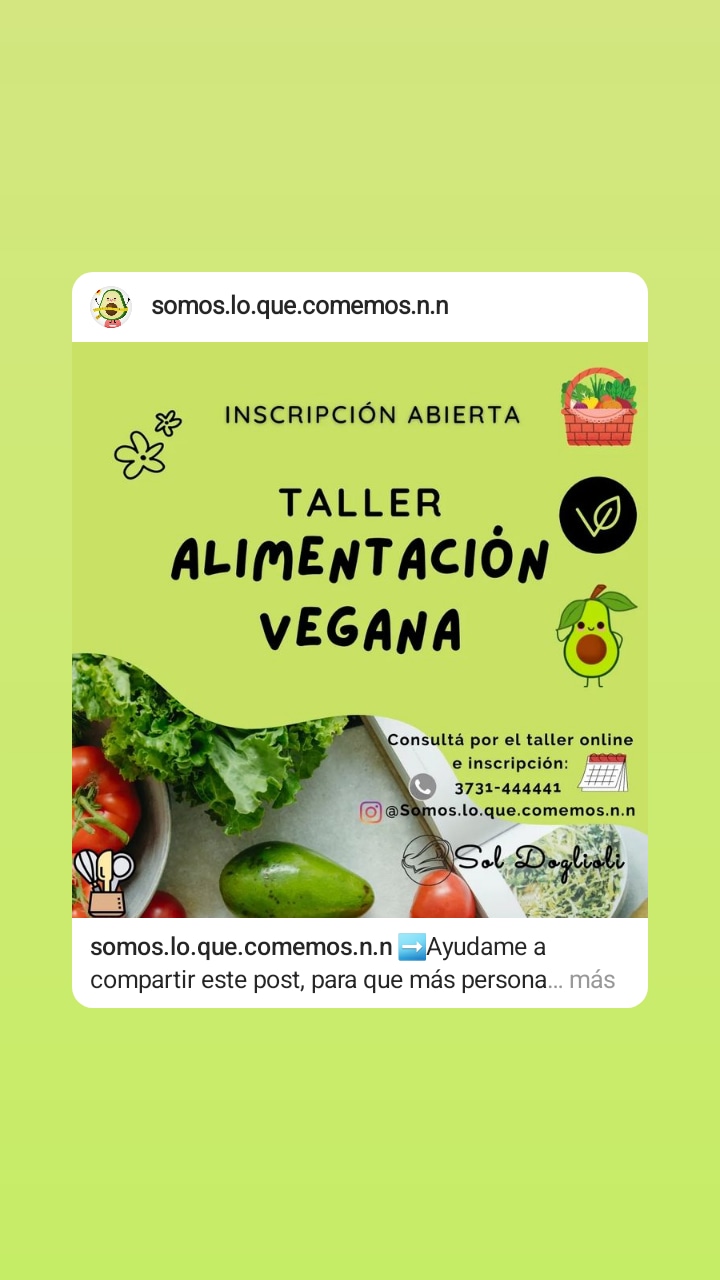 somos.lo.que.comemos.n.n
INSCRIPCIÓN ABIERTA
TALLER
ALIMENTACIÓN
VEGANA
Consultá por el taller online
e inscripción:
3731-444441
@Somos.lo.que.comemos.n.n
Sol Doglioli
somos.lo.que.comemos.n.n ➡️Ayudame a
compartir este post, para que más persona... más